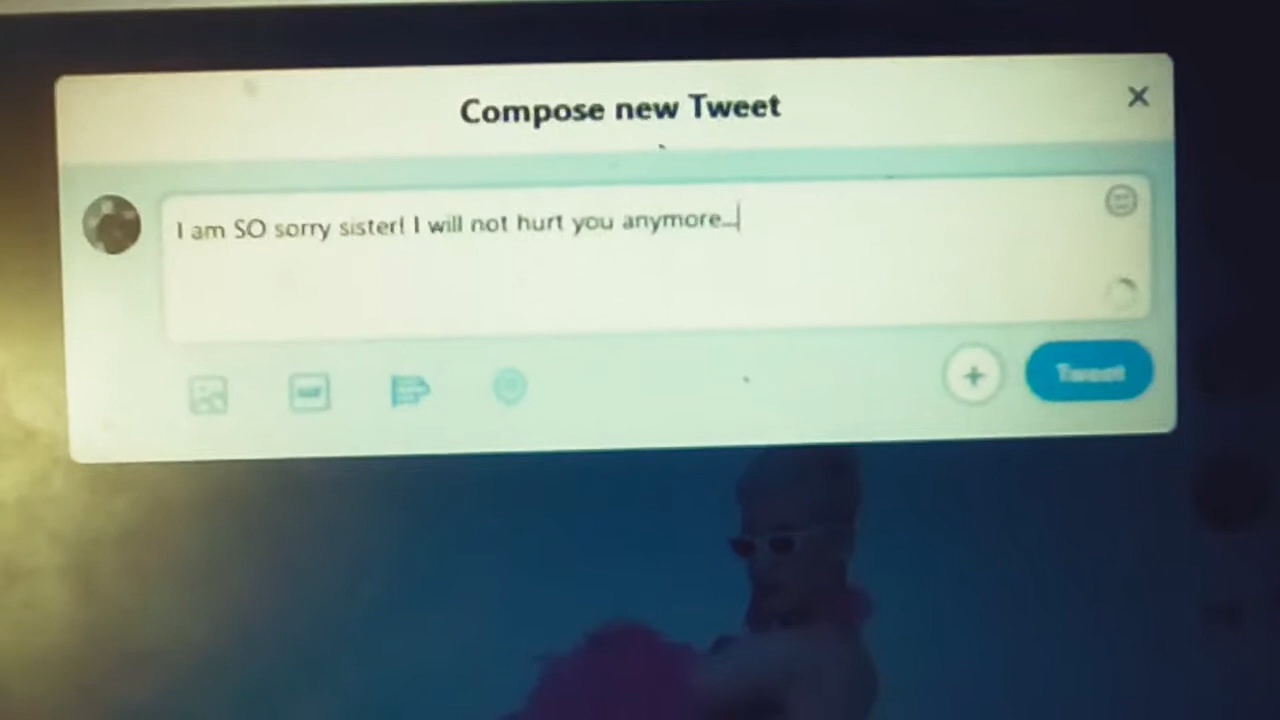 Compose new Tweet
I am SO sorry sister! I will not hurt you anymore...
Tweet